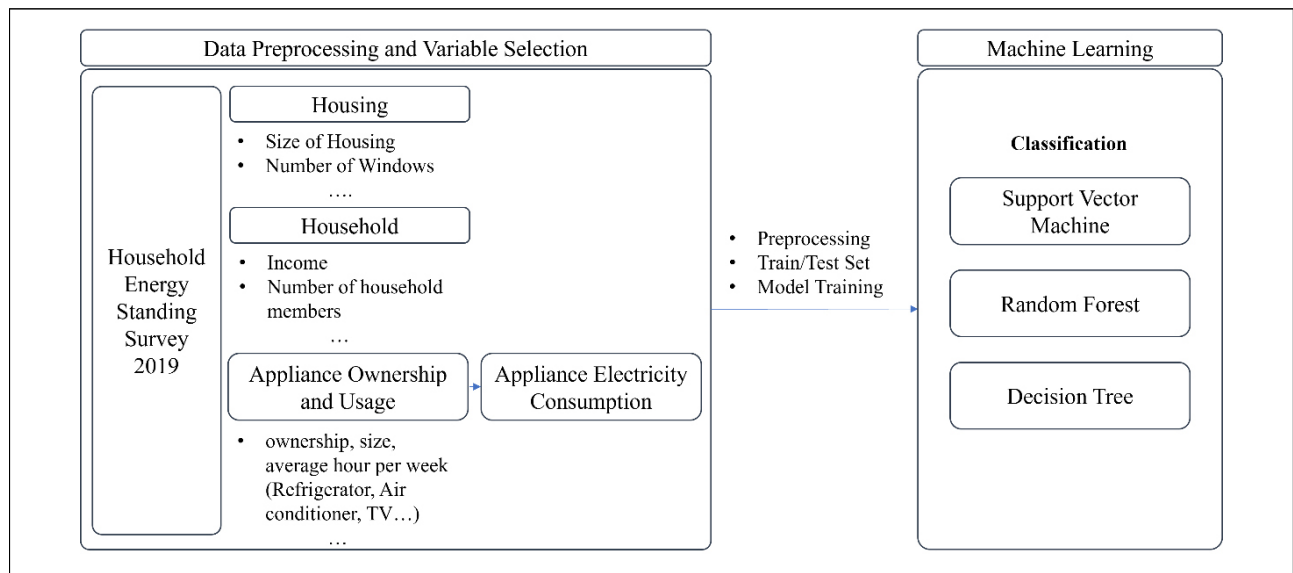 Data Preprocessing and Variable Selection
Household
Energy
Standing
Survey
2019
Housing
• Size of Housing
• Number of Windows
….
Household
• Income
• Number of household
members
…
Appliance Ownership
and Usage
Appliance Electricity
Consumption
• ownership, size,
average hour per week
(Refrigerator, Air
conditioner, TV…)
…
• Preprocessing
• Train/Test Set
• Model Training
Machine Learning
Classification
Support Vector
Machine
Random Forest
Decision Tree